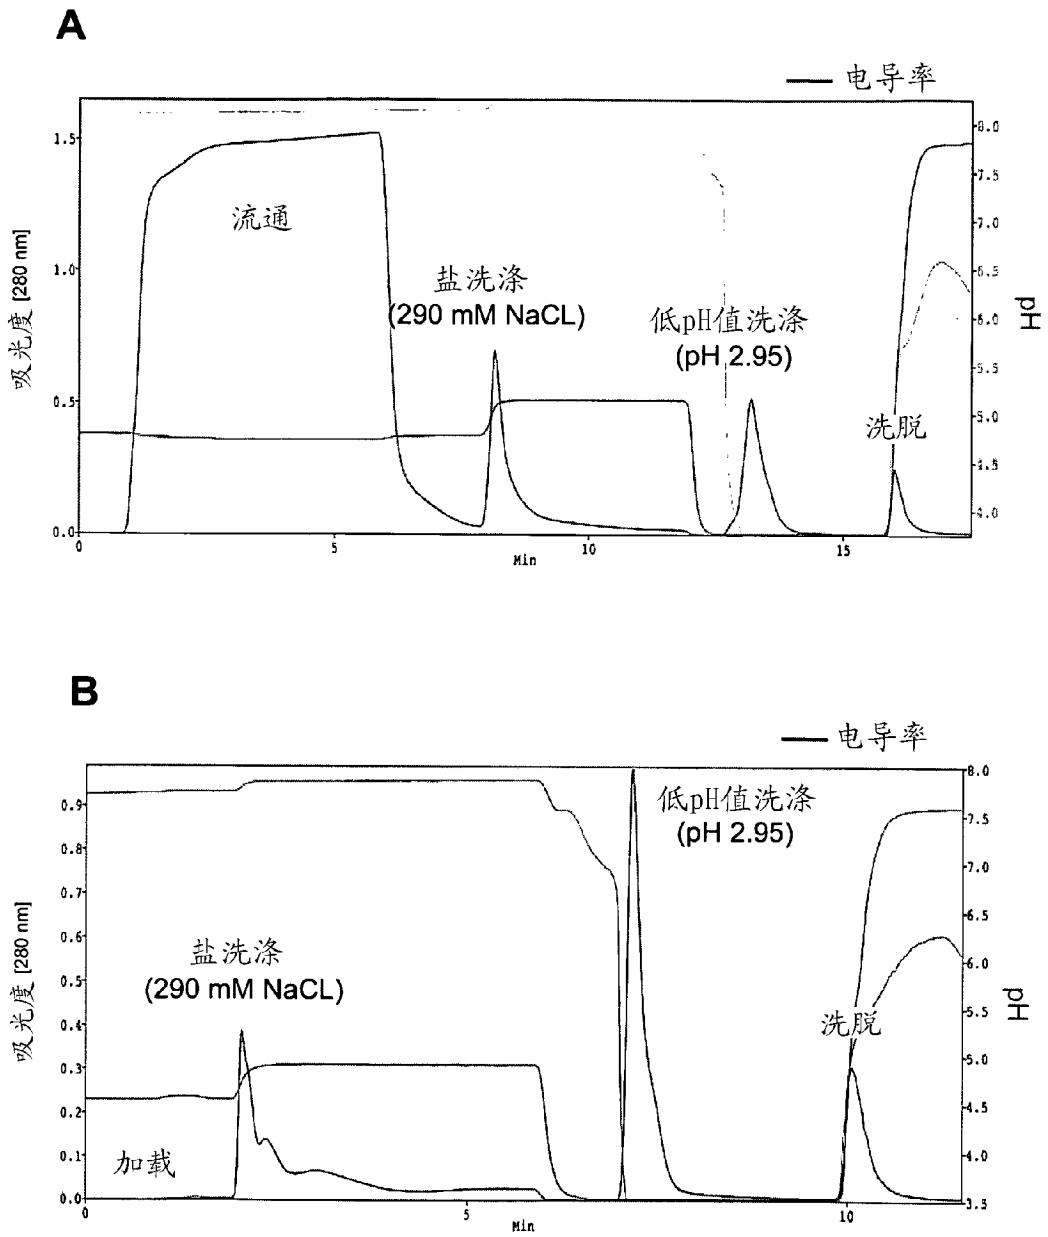 A
电导率
1.5
1.0
0.5
0.0
吸光度 [280 nm]
流通
盐洗涤
(290 mM NaCL)
低pH值洗涤
(pH 2.95)
洗脱
8.0
7.5
7.0
6.5
6.0
5.5
5.0
4.5
4.0
pH
0
5
10
15
Min
B
电导率
0.9
0.8
0.7
0.6
0.5
0.4
0.3
0.2
0.1
0.0
吸光度 [280 nm]
低pH值洗涤
(pH 2.95)
盐洗涤
(290 mM NaCL)
洗脱
加载
8.0
7.5
7.0
6.5
6.0
5.5
5.0
4.5
4.0
3.5
pH
0
5
10
Min